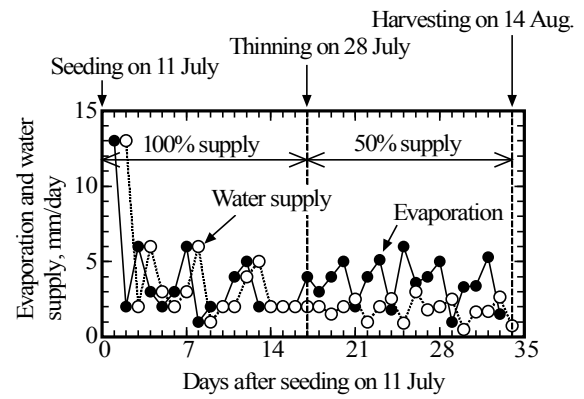 Harvesting on 14 Aug.
Thinning on 28 July
Seeding on 11 July
15
10
5
0
Evaporation and water
supply, mm/day
100% supply
50% supply
Water supply
Evaporation
0 7 14 21 28 35
Days after seeding on 11 July